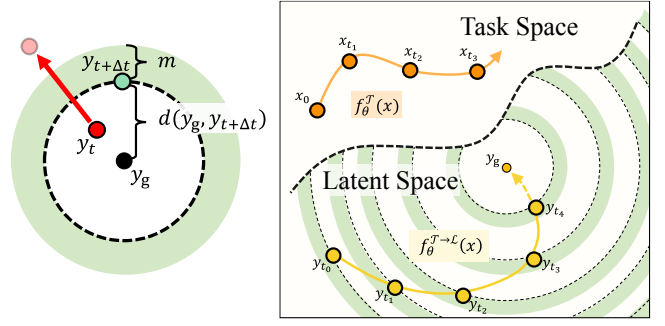 y_{t+Δt}
m
d(y_g, y_{t+Δt})
y_t
y_g
Task Space
x_0
x_{t_1}
x_{t_2}
x_{t_3}
f_θ^𝒯(x)
Latent Space
y_g
f_θ^{𝒯→ℒ}(x)
y_{t_0}
y_{t_1}
y_{t_2}
y_{t_3}
y_{t_4}